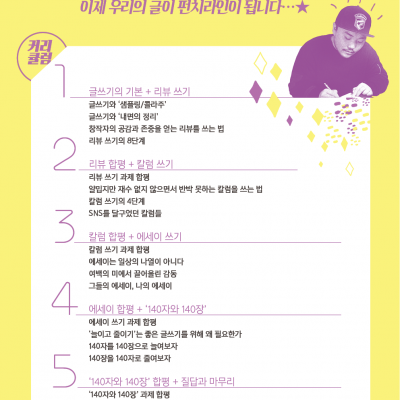 이제 우리의 글이 펀치라인이 됩니다…★
커리
큘럼
1
글쓰기의 기본 + 리뷰 쓰기
글쓰기와 '샘플링/콜라주'
글쓰기와 '내면의 정리'
창작자의 공감과 존중을 얻는 리뷰를 쓰는 법
리뷰 쓰기의 8단계
2
리뷰 합평 + 칼럼 쓰기
리뷰 쓰기 과제 합평
얄밉지만 재수 없지 않으면서 반박 못하는 칼럼을 쓰는 법
칼럼 쓰기의 4단계
SNS를 달구었던 칼럼들
3
칼럼 합평 + 에세이 쓰기
칼럼 쓰기 과제 합평
에세이는 일상의 나열이 아니다
여백의 미에서 끌어올린 감동
그들의 에세이, 나의 에세이
4
에세이 합평 + '140자와 140장'
에세이 쓰기 과제 합평
'늘이고 줄이기'는 좋은 글쓰기를 위해 왜 필요한가
140자를 140장으로 늘여보자
140장을 140자로 줄여보자
5
'140자와 140장' 합평 + 질답과 마무리
'140자와 140장' 과제 합평